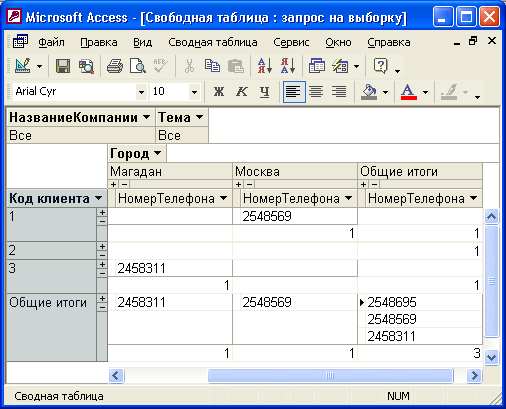 Microsoft Access - [Свободная таблица : запрос на выборку]
Файл Правка Вид Сводная таблица Сервис Окно Справка
Arial Cyr 10 Ж К Ч
НазваниеКомпании Тема
Все Все
Город
Магадан Москва Общие итоги
Код клиента НомерТелефона НомерТелефона НомерТелефона
1 2548569
1 1
2 1
3 2458311
1 1
Общие итоги 2458311 2548569 2548695
2548569
2458311
1 1 3
Сводная таблица NUM